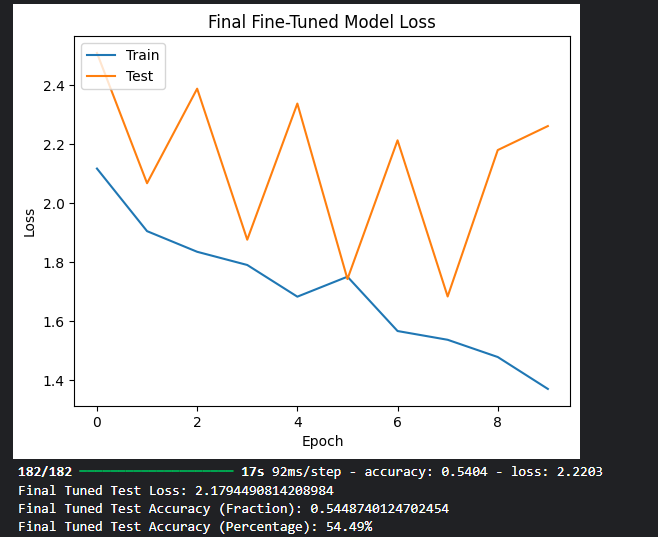 Final Fine-Tuned Model Loss
Train
Test
2.4
2.2
2.0
1.8
1.6
1.4
Loss
0 2 4 6 8
Epoch
182/182 ━━━━━━━━━━━━━━━━━━━━ 17s 92ms/step - accuracy: 0.5404 - loss: 2.2203
Final Tuned Test Loss: 2.1794490814208984
Final Tuned Test Accuracy (Fraction): 0.5448740124702454
Final Tuned Test Accuracy (Percentage): 54.49%